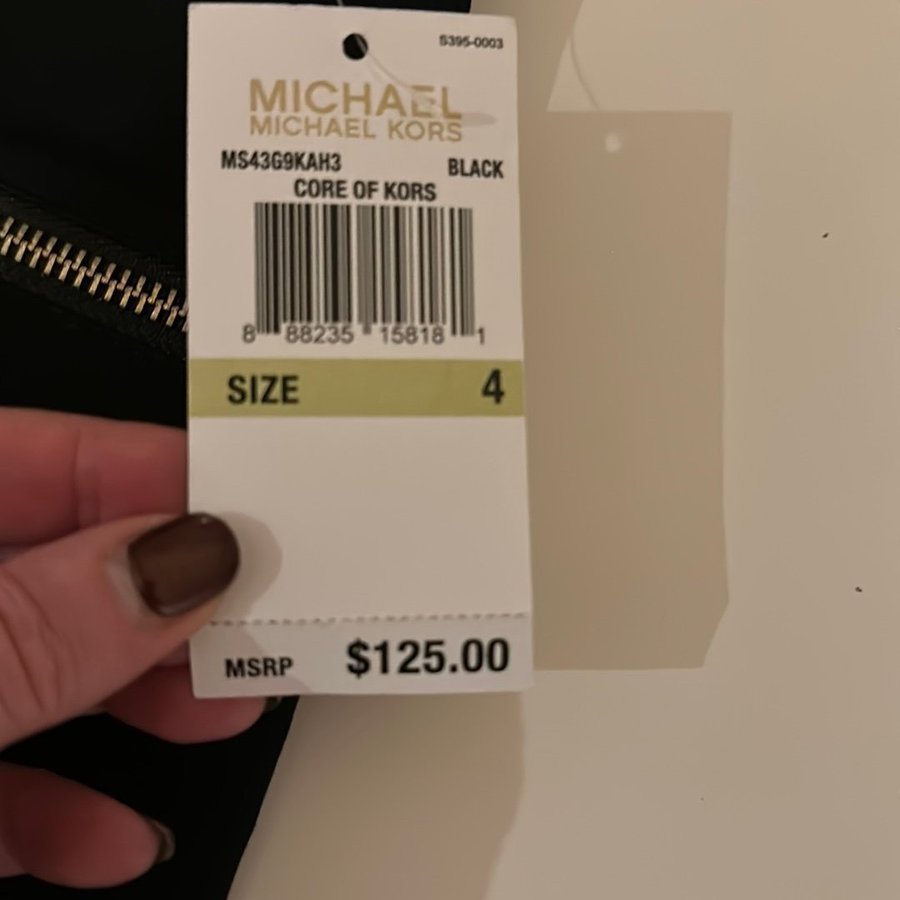 S395-0003
MICHAEL
MICHAEL KORS
MS43G9KAH3 BLACK
CORE OF KORS
8 88235 15818 1
SIZE 4
MSRP $125.00